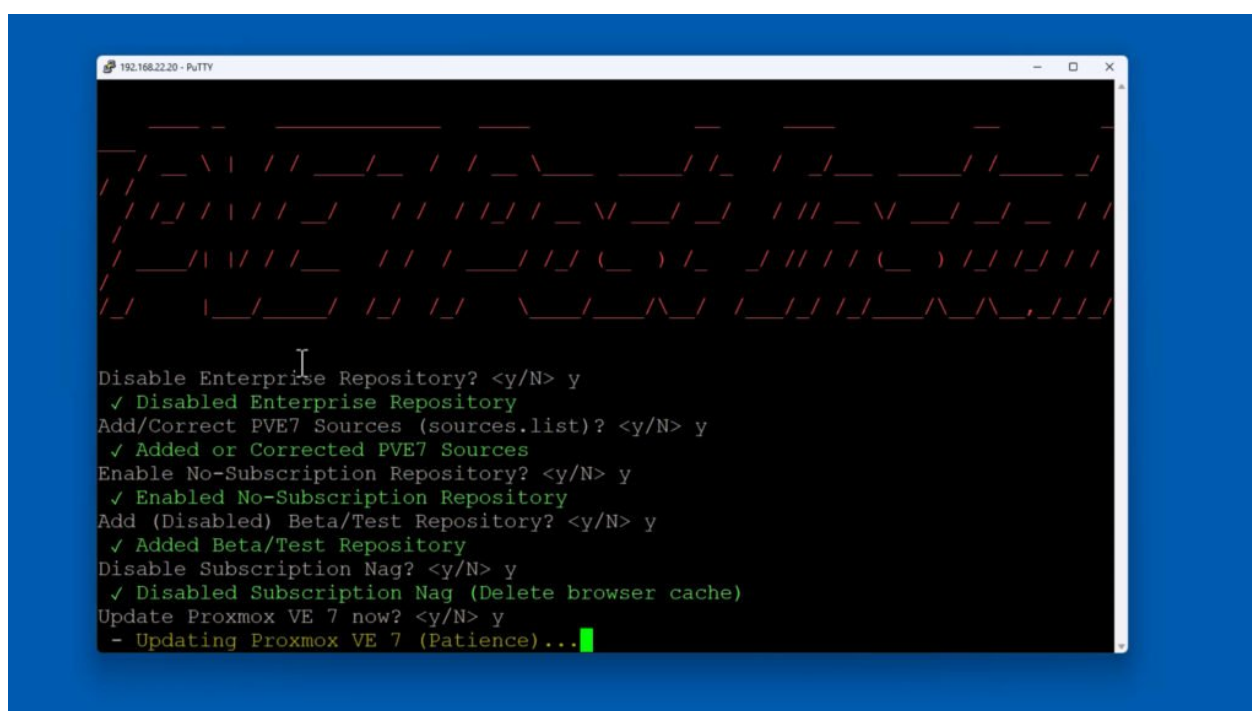 192.168.22.20 - PuTTY
PVE7 Post Install
Disable Enterprise Repository? <y/N> y
✓ Disabled Enterprise Repository
Add/Correct PVE7 Sources (sources.list)? <y/N> y
✓ Added or Corrected PVE7 Sources
Enable No-Subscription Repository? <y/N> y
✓ Enabled No-Subscription Repository
Add (Disabled) Beta/Test Repository? <y/N> y
✓ Added Beta/Test Repository
Disable Subscription Nag? <y/N> y
✓ Disabled Subscription Nag (Delete browser cache)
Update Proxmox VE 7 now? <y/N> y
- Updating Proxmox VE 7 (Patience)...